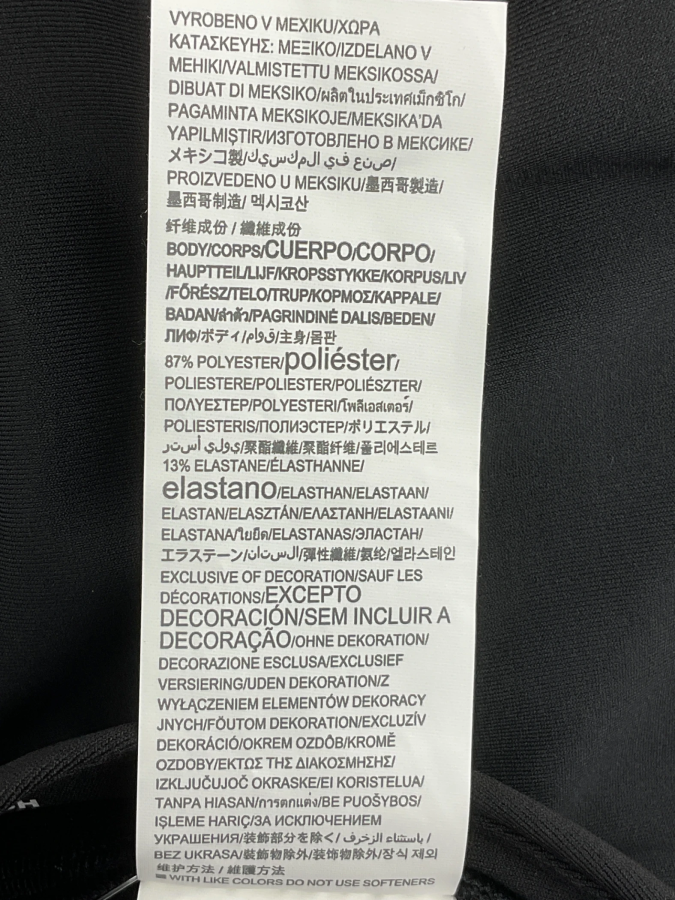 VYROBENO V MEXIKU/ΧΩΡΑ
ΚΑΤΑΣΚΕΥΗΣ: ΜΕΞΙΚΟ/IZDELANO V
MEHIKI/VALMISTETTU MEKSIKOSSA/
DIBUAT DI MEKSIKO/ผลิตในประเทศเม็กซิโก/
PAGAMINTA MEKSIKOJE/MEKSIKA'DA
YAPILMIŞTIR/ИЗГОТОВЛЕНО В МЕКСИКЕ/
メキシコ製/صنع في المكسيك/
PROIZVEDENO U MEKSIKU/墨西哥製造/
墨西哥制造/ 멕시코산
纤维成份 / 纖維成份
BODY/CORPS/CUERPO/CORPO/
HAUPTTEIL/LIJF/KROPSSTYKKE/KORPUS/LIV
/FŐRÉSZ/TELO/TRUP/ΚΟΡΜΟΣ/KAPPALE/
BADAN/ลำตัว/PAGRINDINĖ DALIS/BEDEN/
ЛИФ/ボディ/قوام/主身/몸판
87% POLYESTER/poliéster/
POLIESTERE/POLIESTER/POLIÉSZTER/
ΠΟΛΥΕΣΤΕΡ/POLYESTERI/โพลีเอสเตอร์/
POLIESTERIS/ПОЛИЭСТЕР/ポリエステル/
بولي أستر/聚酯纖維/聚酯纤维/폴리에스테르
13% ELASTANE/ÉLASTHANNE/
elastano/ELASTHAN/ELASTAAN/
ELASTAN/ELASZTÁN/ΕΛΑΣΤΑΝΗ/ELASTAANI/
ELASTANA/ใยยืด/ELASTANAS/ЭЛАСТАН/
エラステーン/الستان/彈性纖維/氨纶/엘라스테인
EXCLUSIVE OF DECORATION/SAUF LES
DÉCORATIONS/EXCEPTO
DECORACIÓN/SEM INCLUIR A
DECORAÇÃO/OHNE DEKORATION/
DECORAZIONE ESCLUSA/EXCLUSIEF
VERSIERING/UDEN DEKORATION/Z
WYŁĄCZENIEM ELEMENTÓW DEKORACY
JNYCH/FÖUTOM DEKORATION/EXCLUZÍV
DEKORÁCIÓ/OKREM OZDÔB/KROMĚ
OZDOBY/ΕΚΤΩΣ ΤΗΣ ΔΙΑΚΟΣΜΗΣΗΣ/
IZKLJUČUJOČ OKRASKE/EI KORISTELUA/
TANPA HIASAN/การตกแต่ง/BE PUOŠYBOS/
IŞLEME HARIÇ/ЗА ИСКЛЮЧЕНИЕМ
УКРАШЕНИЯ/装飾部分を除く/باستثناء الزخرف/
BEZ UKRASA/裝飾物除外/装饰物除外/장식 제외
维护方法 / 維護方法
WITH LIKE COLORS DO NOT USE SOFTENERS